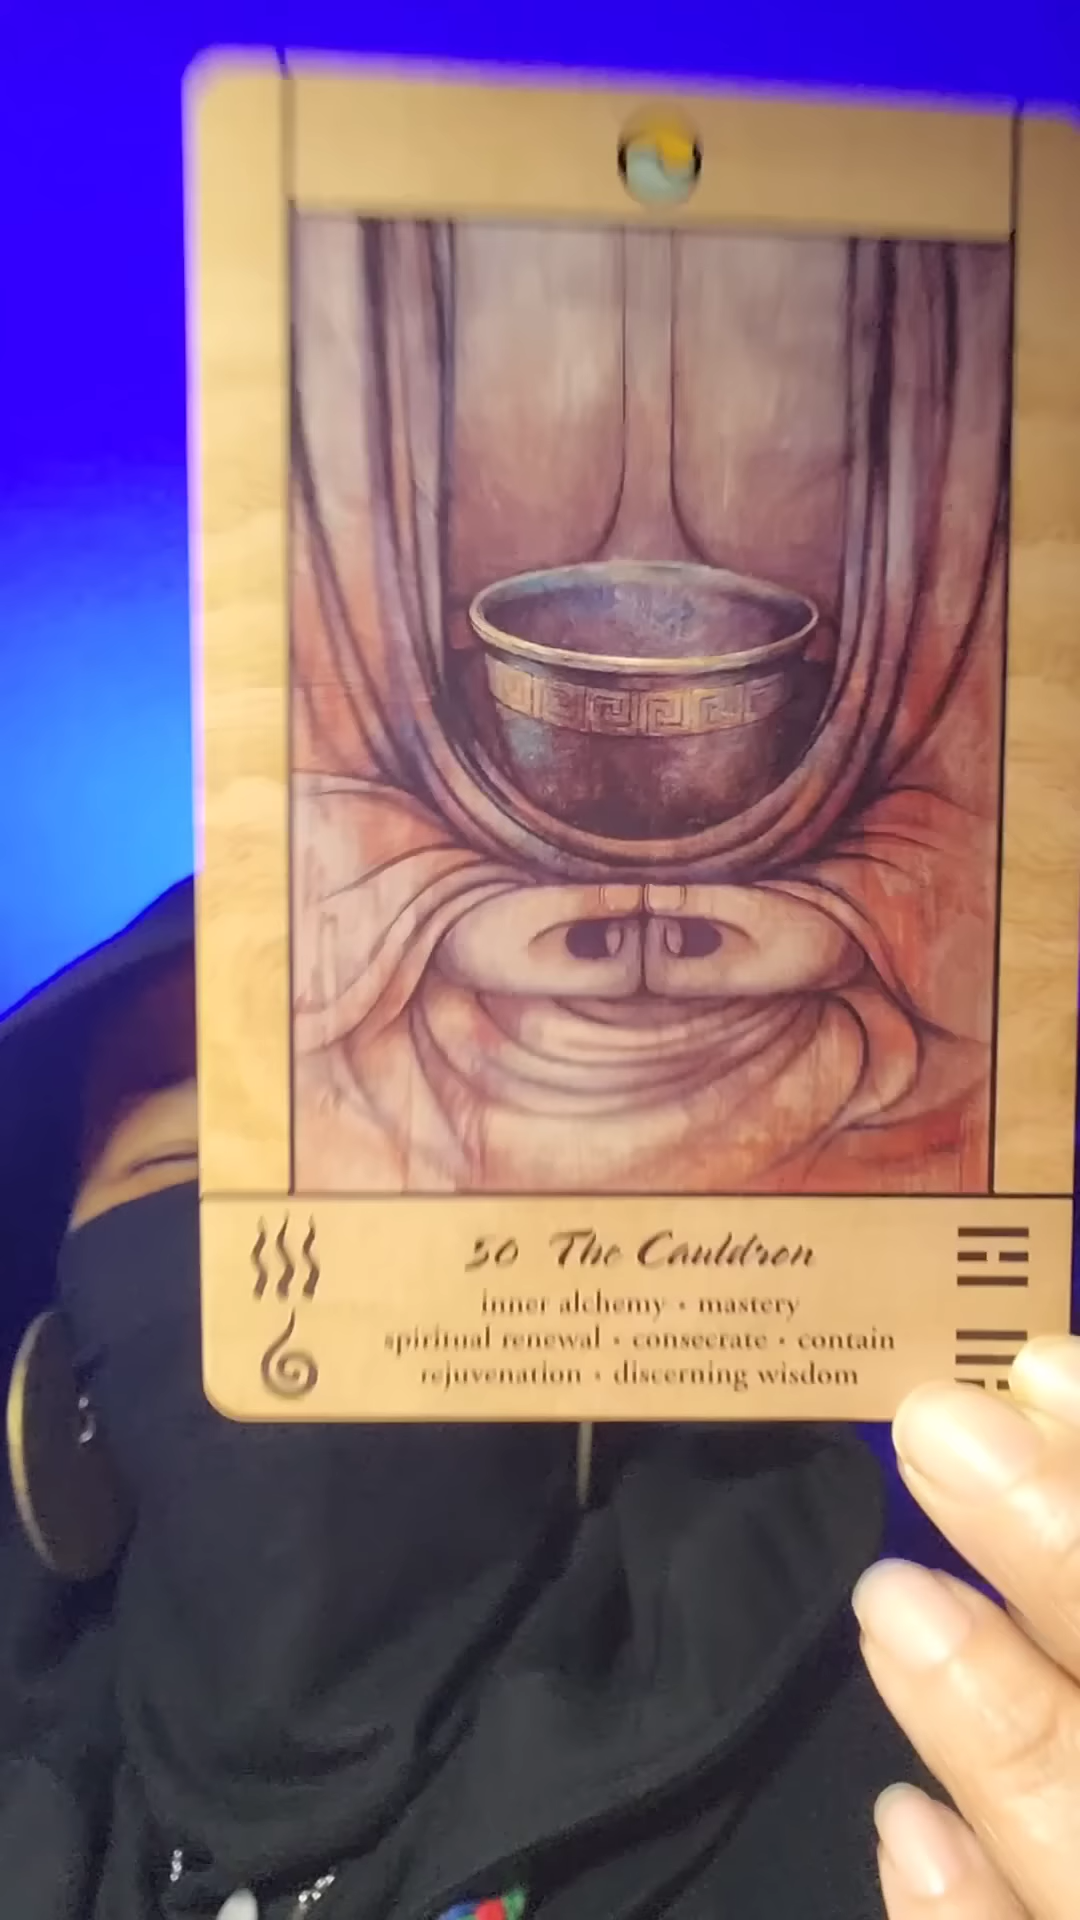 50 The Cauldron
inner alchemy • mastery
spiritual renewal • consecrate • contain
rejuvenation • discerning wisdom